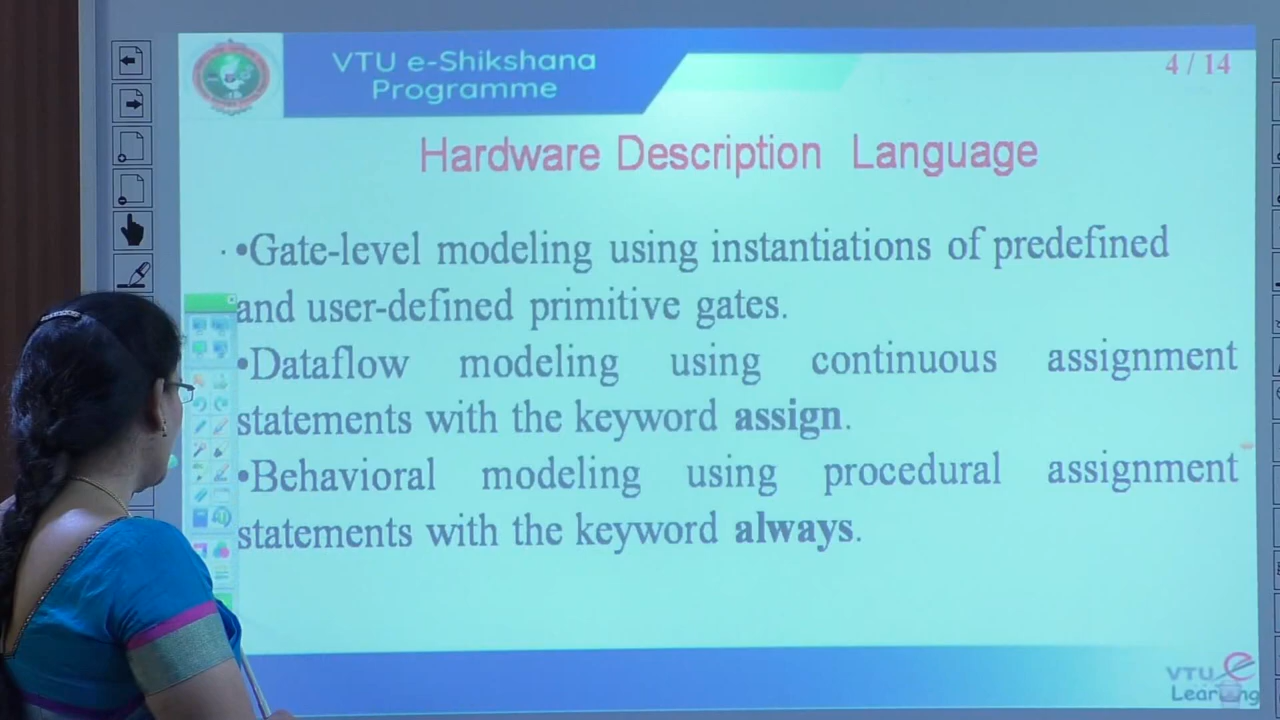 VTU e-Shikshana
Programme
4 / 14
Hardware Description Language
•Gate-level modeling using instantiations of predefined
and user-defined primitive gates.
•Dataflow modeling using continuous assignment
statements with the keyword assign.
•Behavioral modeling using procedural assignment
statements with the keyword always.
VTU e
Learning